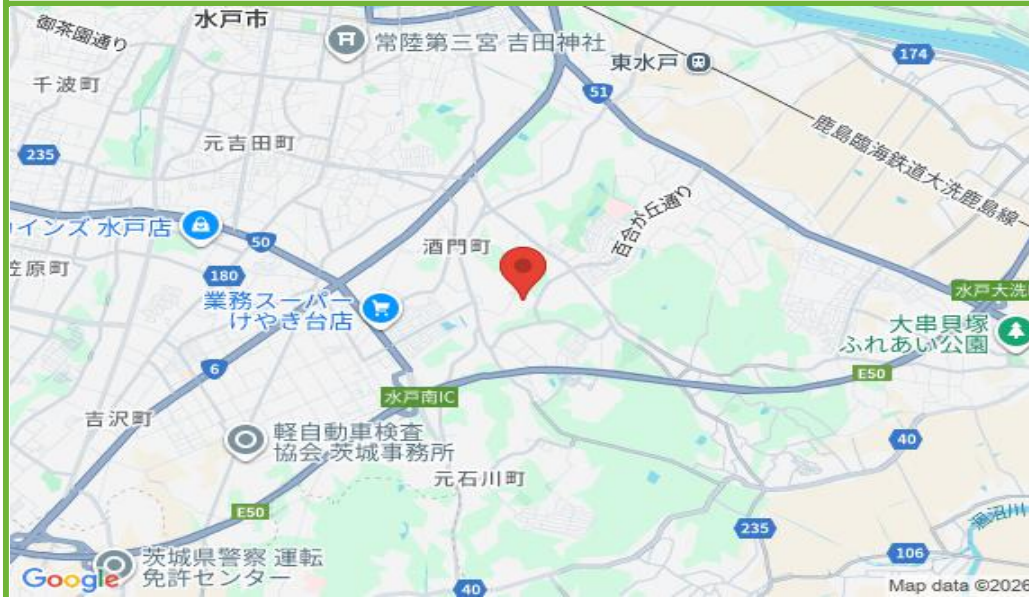 水戸市
御茶園通り
常陸第三宮 吉田神社
東水戸
174
千波町
51
鹿島臨海鉄道大洗鹿島線
元吉田町
235
百合が丘通り
インズ 水戸店
50
酒門町
笠原町
180
業務スーパー
けやき台店
水戸大洗
大串貝塚
ふれあい公園
6
E50
水戸南IC
吉沢町
軽自動車検査
協会 茨城事務所
40
元石川町
E50
235
涸沼川
106
茨城県警察 運転
免許センター
Google
40
Map data ©2026